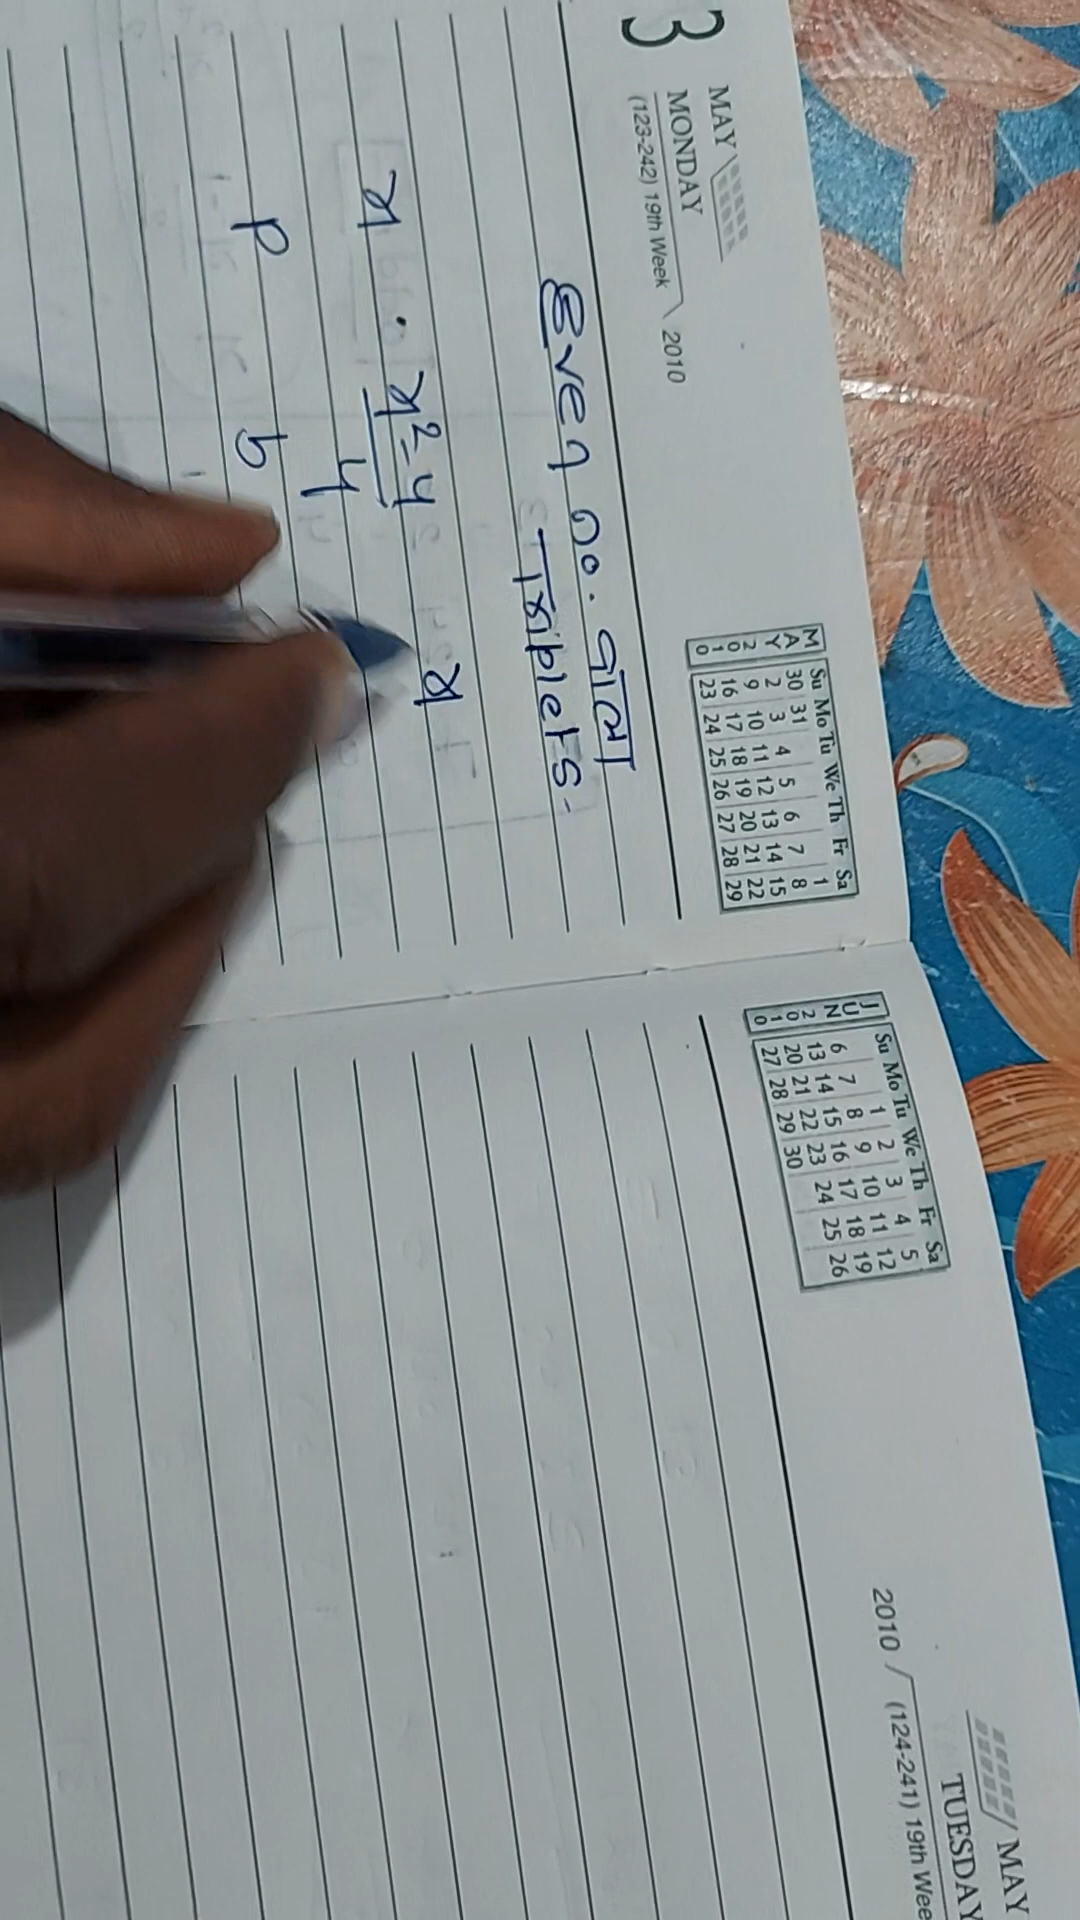 3 MAY
MONDAY
(123-242) 19th Week 2010
MAY 2010
Su Mo Tu We Th Fr Sa
30 31 1
2 3 4 5 6 7 8
9 10 11 12 13 14 15
16 17 18 19 20 21 22
23 24 25 26 27 28 29
Even no. वाला
Triplets.
x . x²-4 x
4
p b
JUN 2010
Su Mo Tu We Th Fr Sa
1 2 3 4 5
6 7 8 9 10 11 12
13 14 15 16 17 18 19
20 21 22 23 24 25 26
27 28 29 30
MAY
TUESDAY
2010 (124-241) 19th Wee